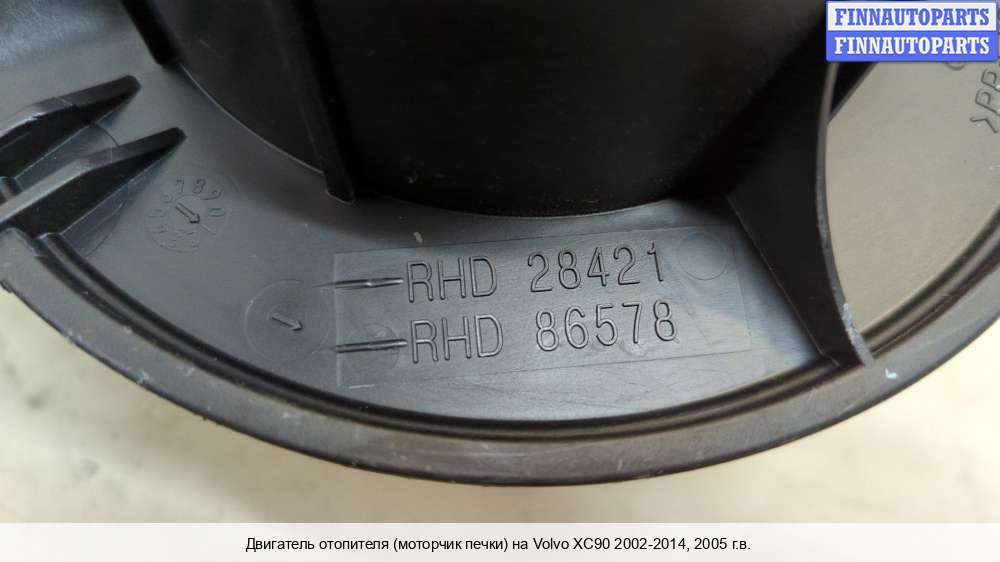 FINNAUTOPARTS
FINNAUTOPARTS
RHD 28421
RHD 86578
Двигатель отопителя (моторчик печки) на Volvo XC90 2002-2014, 2005 г.в.